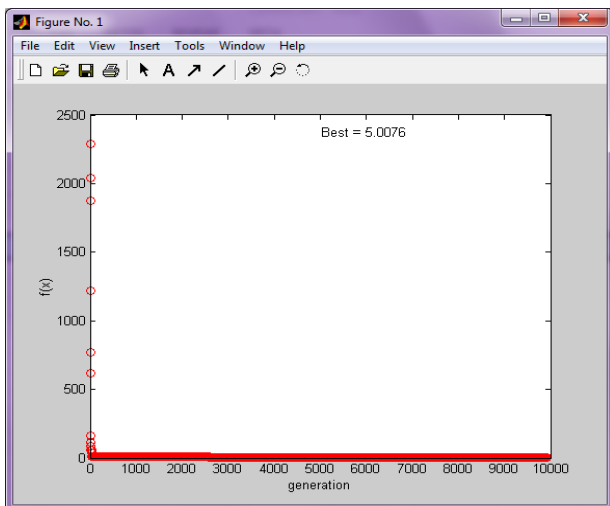 Figure No. 1
File Edit View Insert Tools Window Help
A
Best = 5.0076
2500
2000
1500
1000
500
0
f(x)
0 1000 2000 3000 4000 5000 6000 7000 8000 9000 10000
generation